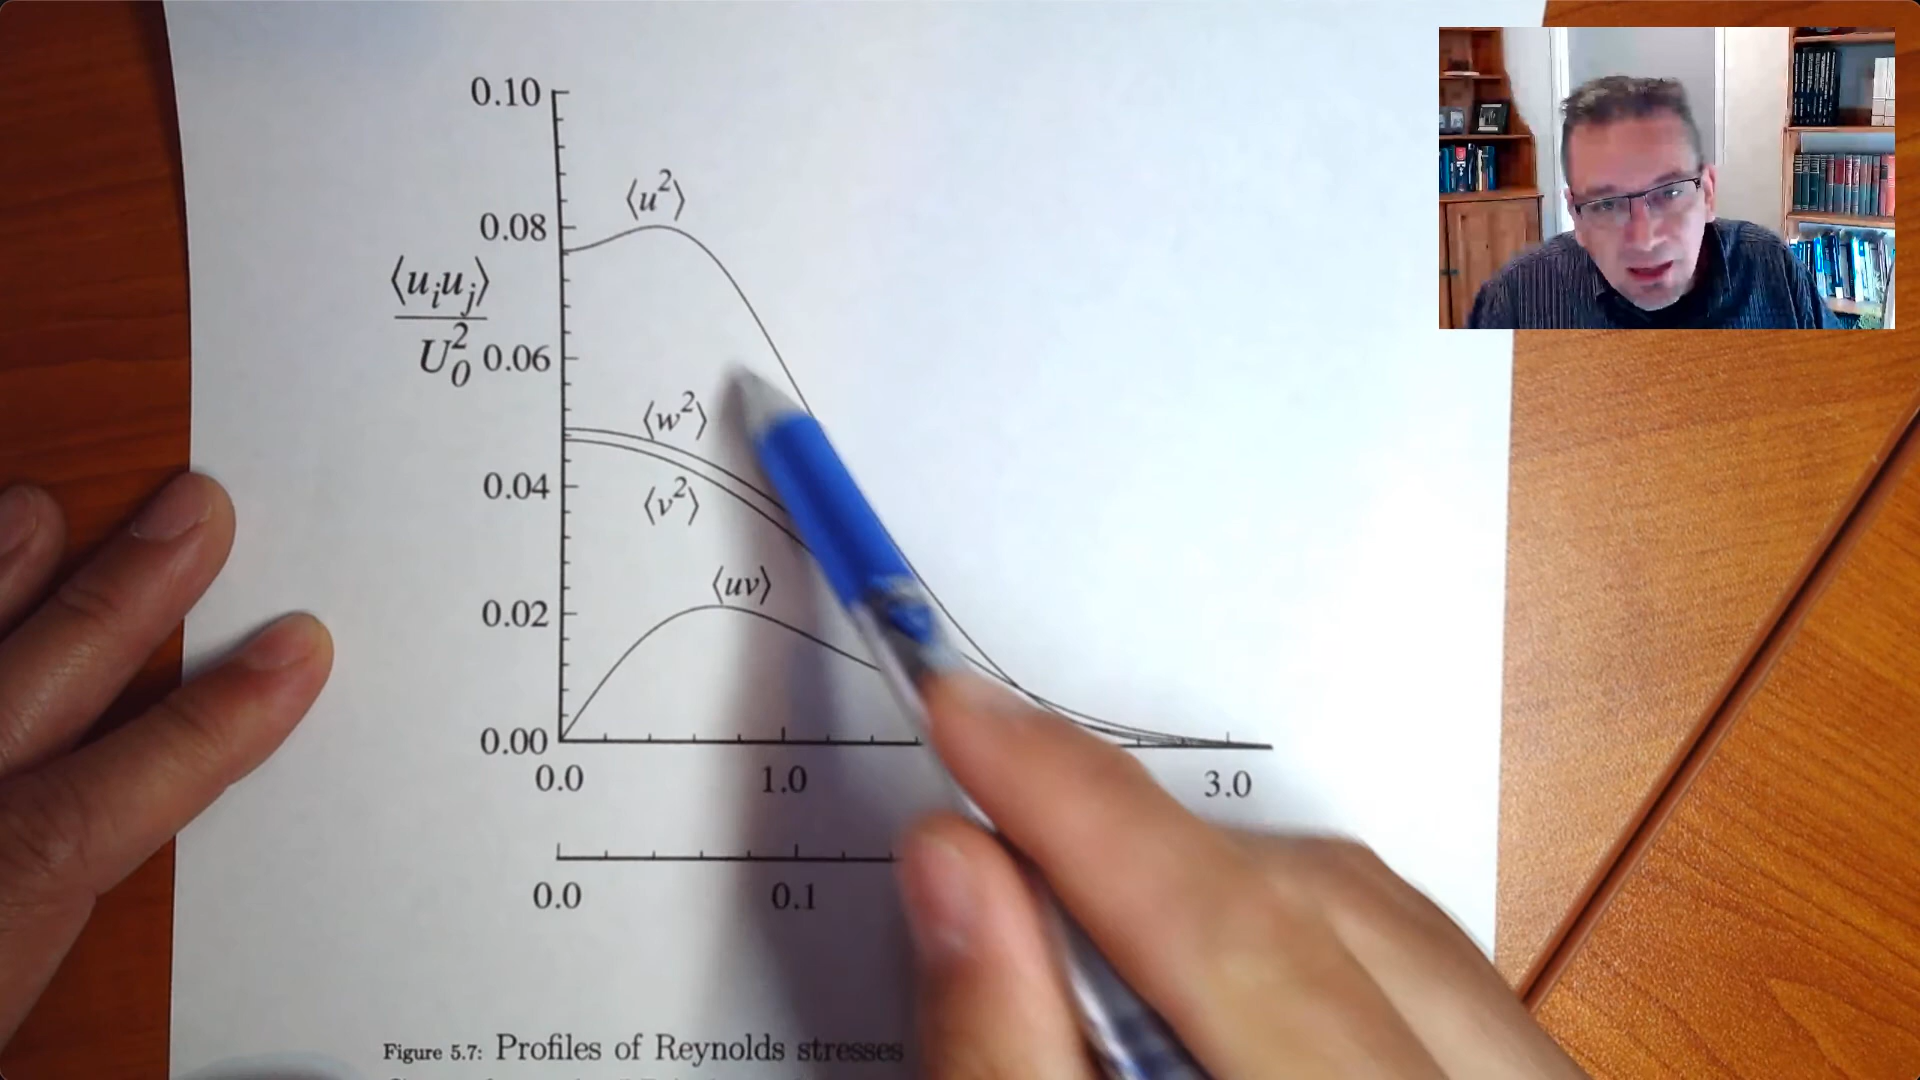 0.10
⟨u²⟩
0.08
⟨uᵢuⱼ⟩
U₀²
0.06
⟨w²⟩
0.04
⟨v²⟩
⟨uv⟩
0.02
0.00
0.0 1.0 3.0
0.0 0.1
Figure 5.7: Profiles of Reynolds stresses